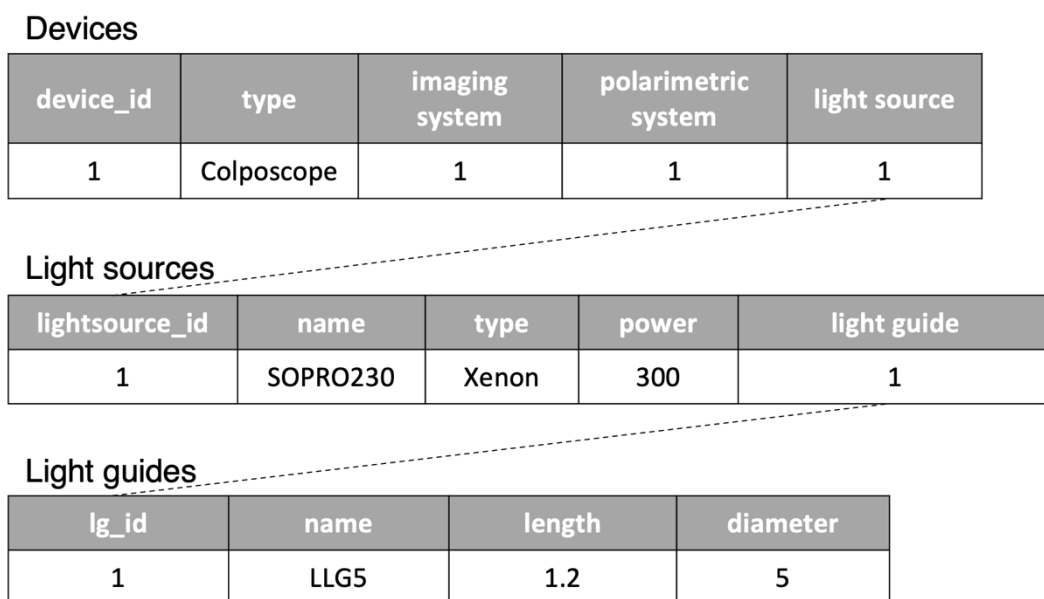 Devices
device_id type imaging system polarimetric system light source
1 Colposcope 1 1 1
Light sources
lightsource_id name type power light guide
1 SOPRO230 Xenon 300 1
Light guides
lg_id name length diameter
1 LLG5 1.2 5